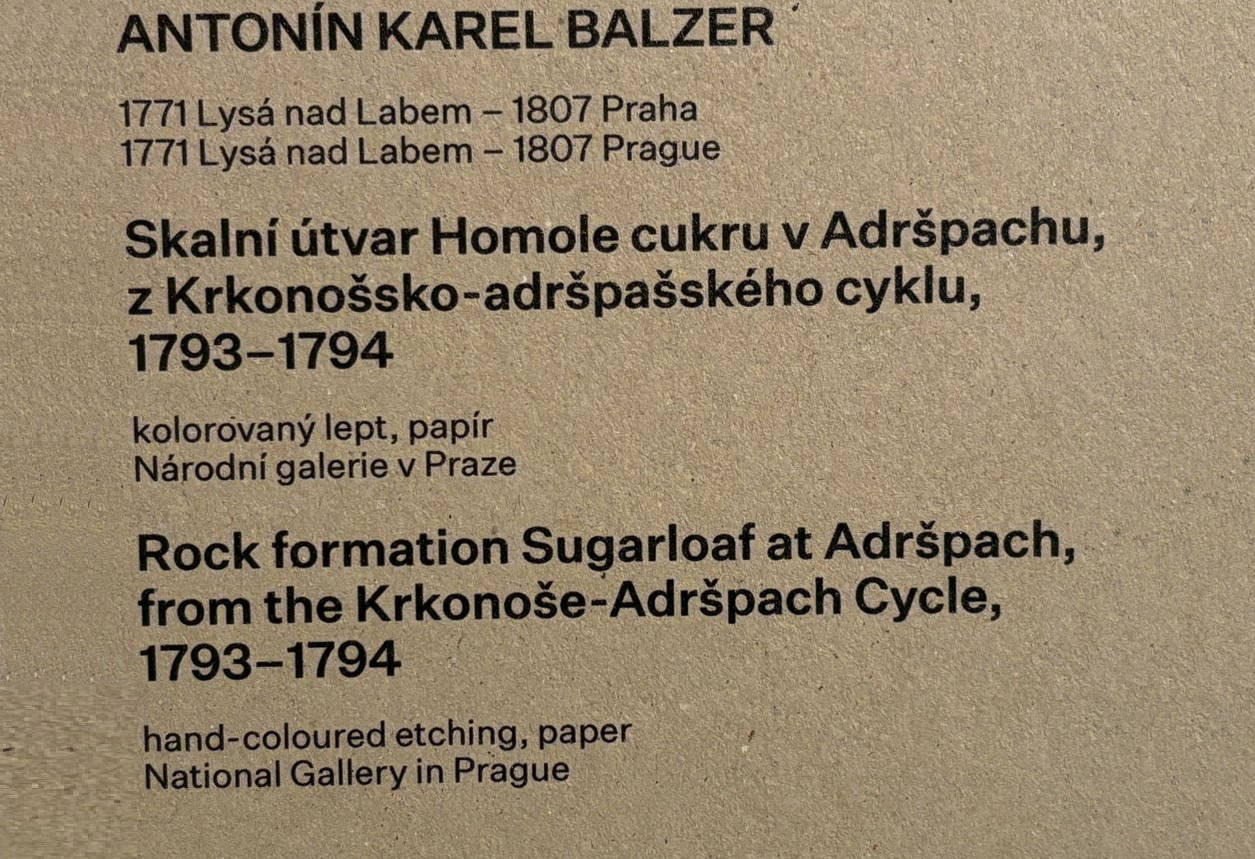 ANTONÍN KAREL BALZER
1771 Lysá nad Labem – 1807 Praha
1771 Lysá nad Labem – 1807 Prague
Skalní útvar Homole cukru v Adršpachu,
z Krkonošsko-adršpašského cyklu,
1793–1794
kolorovaný lept, papír
Národní galerie v Praze
Rock formation Sugarloaf at Adršpach,
from the Krkonoše-Adršpach Cycle,
1793–1794
hand-coloured etching, paper
National Gallery in Prague